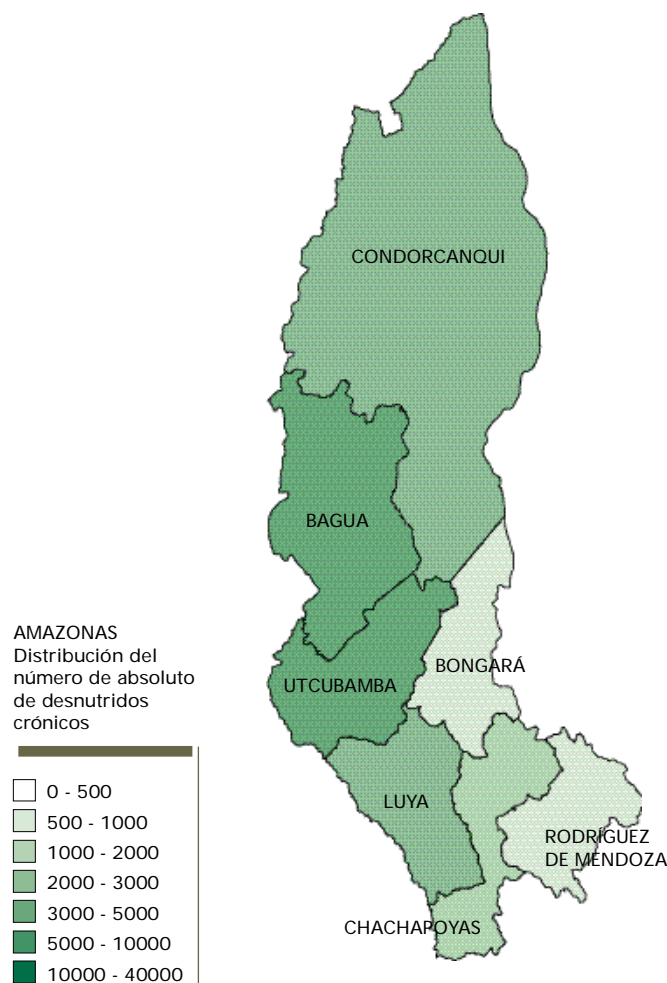 CONDORCANQUI
BAGUA
AMAZONAS
Distribución del
número de absoluto
de desnutridos
crónicos
BONGARÁ
UTCUBAMBA
0 - 500
500 - 1000
1000 - 2000
2000 - 3000
3000 - 5000
5000 - 10000
10000 - 40000
LUYA
RODRÍGUEZ
DE MENDOZA
CHACHAPOYAS